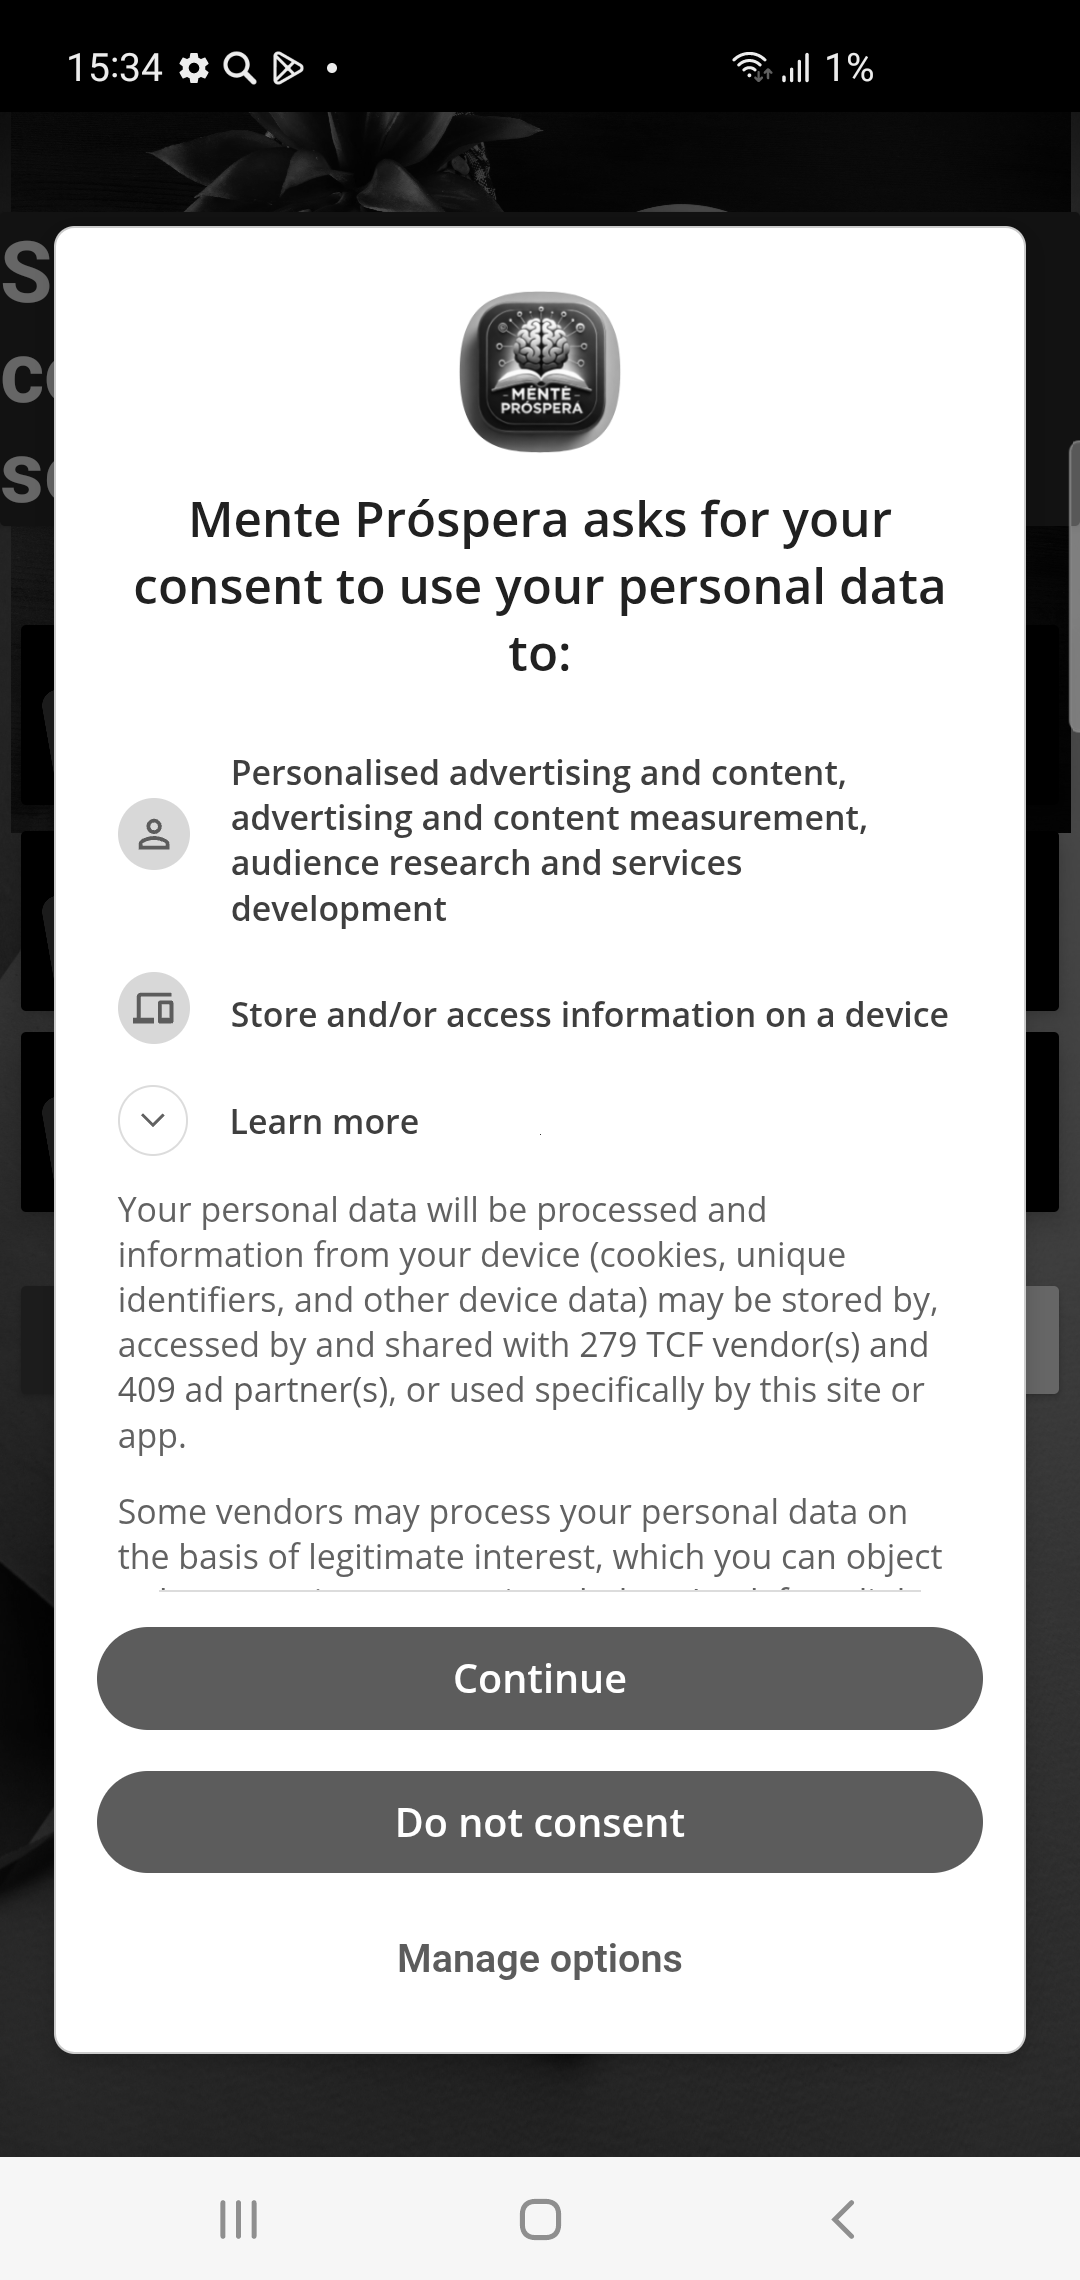 15:34
1%
S
MENTE
PRÓSPERA
Mente Próspera asks for your
consent to use your personal data
to:
Personalised advertising and content,
advertising and content measurement,
audience research and services
development
Store and/or access information on a device
Learn more
Your personal data will be processed and
information from your device (cookies, unique
identifiers, and other device data) may be stored by,
accessed by and shared with 279 TCF vendor(s) and
409 ad partner(s), or used specifically by this site or
app.
Some vendors may process your personal data on
the basis of legitimate interest, which you can object
Continue
Do not consent
Manage options